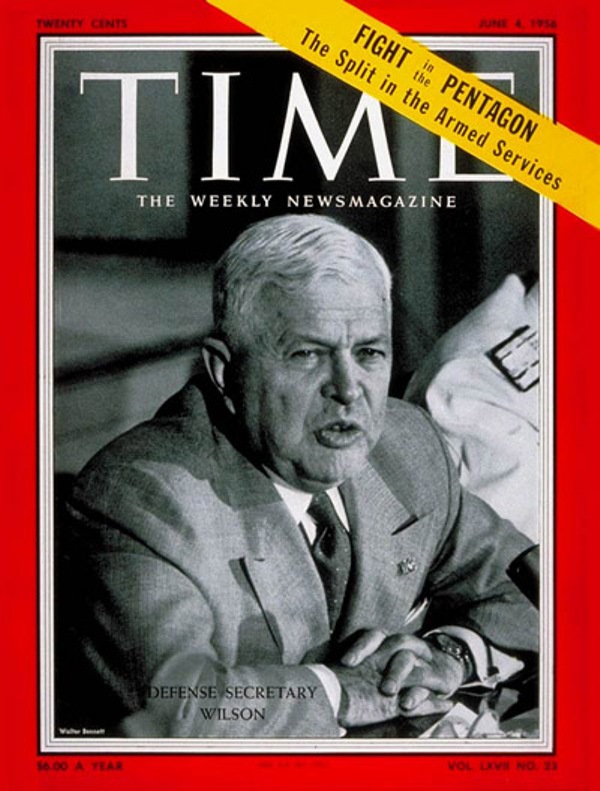 TWENTY CENTS
JUNE 4, 1956
FIGHT in the PENTAGON
The Split in the Armed Services
TIME
THE WEEKLY NEWSMAGAZINE
DEFENSE SECRETARY
WILSON
Walter Bennett
$6.00 A YEAR
VOL. LXVII NO. 23